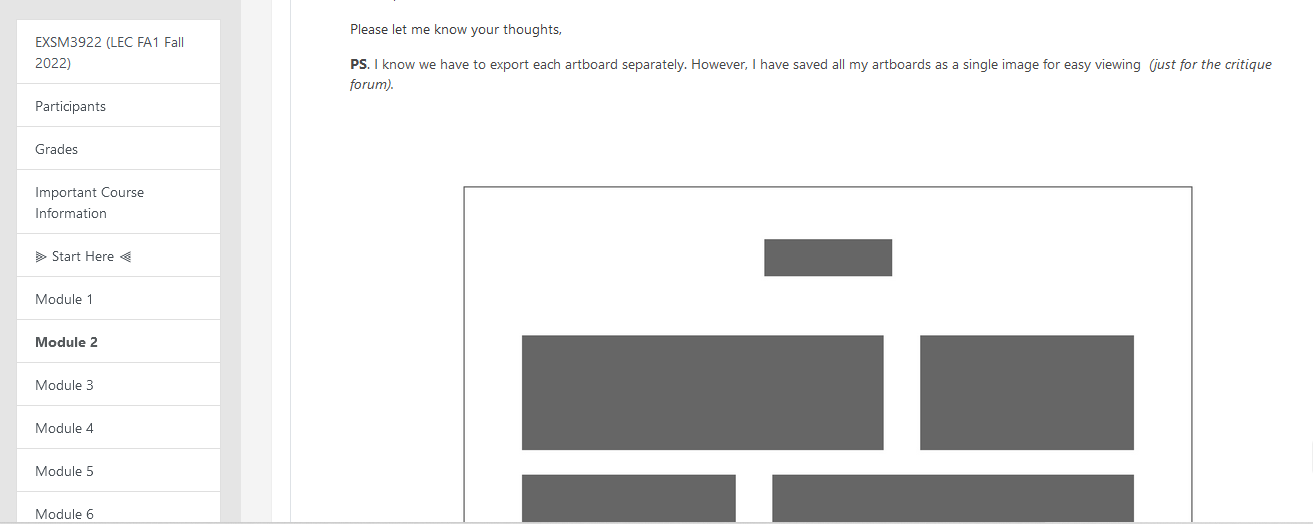 EXSM3922 (LEC FA1 Fall
2022)
Participants
Grades
Important Course
Information
⫸ Start Here ⫷
Module 1
Module 2
Module 3
Module 4
Module 5
Module 6
Please let me know your thoughts,
PS. I know we have to export each artboard separately. However, I have saved all my artboards as a single image for easy viewing (just for the critique
forum).